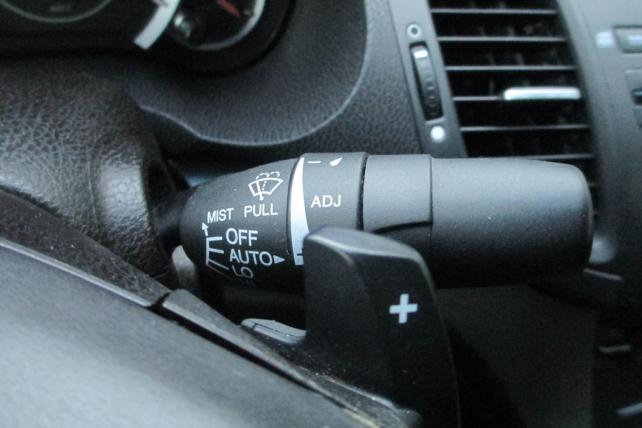 MIST PULL ADJ
OFF
AUTO
LO
+